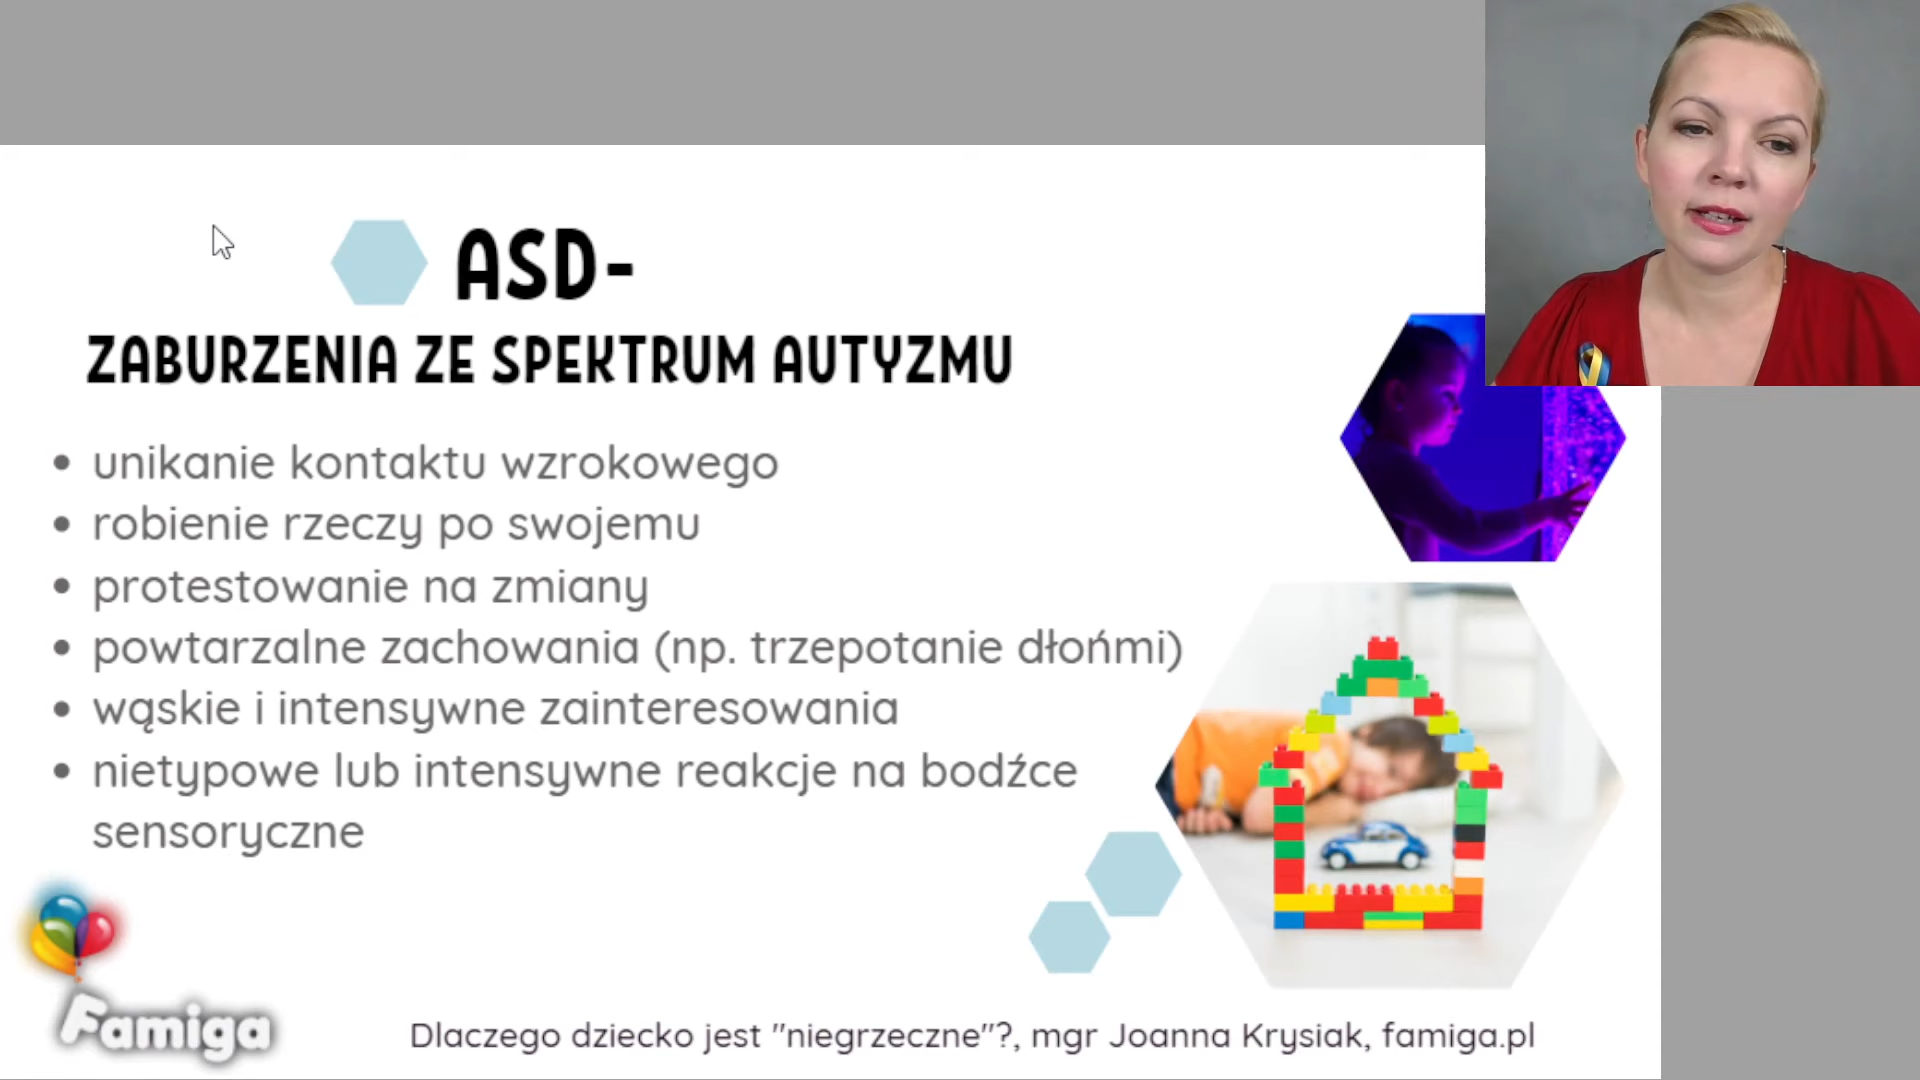 ASD-
ZABURZENIA ZE SPEKTRUM AUTYZMU
• unikanie kontaktu wzrokowego
• robienie rzeczy po swojemu
• protestowanie na zmiany
• powtarzalne zachowania (np. trzepotanie dłońmi)
• wąskie i intensywne zainteresowania
• nietypowe lub intensywne reakcje na bodźce
sensoryczne
Famiga
Dlaczego dziecko jest "niegrzeczne"?, mgr Joanna Krysiak, famiga.pl